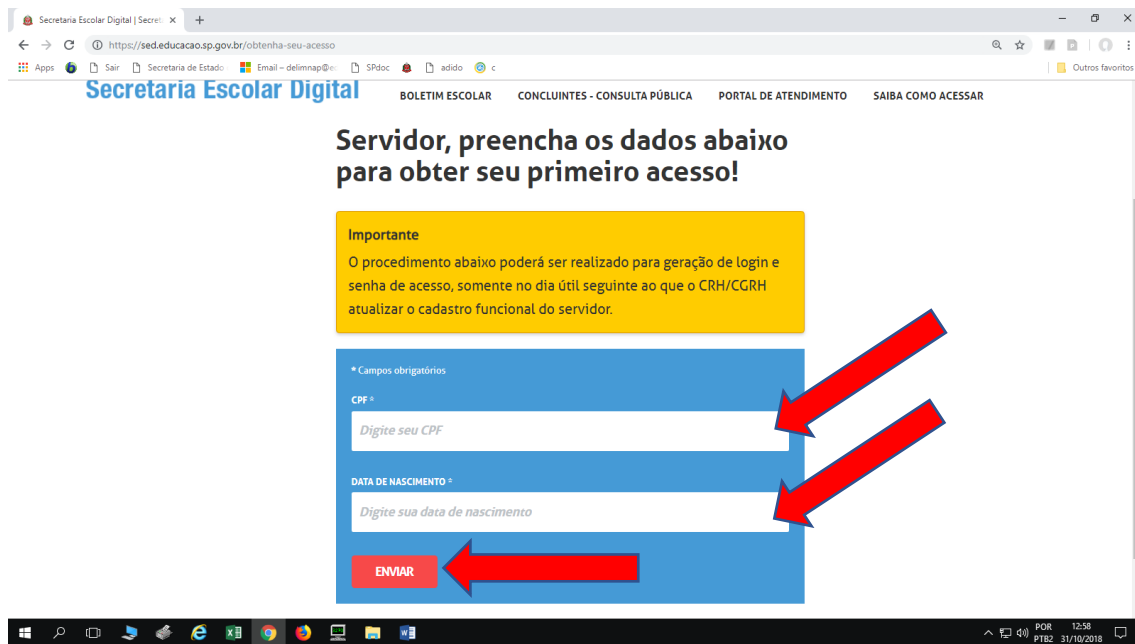 Secretaria Escolar Digital | Secret
https://sed.educacao.sp.gov.br/obtenha-seu-acesso
Apps Sair Secretaria de Estado Email – delimnap@e SPdoc adido c Outros favoritos
Secretaria Escolar Digital BOLETIM ESCOLAR CONCLUINTES - CONSULTA PÚBLICA PORTAL DE ATENDIMENTO SAIBA COMO ACESSAR
Servidor, preencha os dados abaixo
para obter seu primeiro acesso!
Importante
O procedimento abaixo poderá ser realizado para geração de login e
senha de acesso, somente no dia útil seguinte ao que o CRH/CGRH
atualizar o cadastro funcional do servidor.
* Campos obrigatórios
CPF *
Digite seu CPF
DATA DE NASCIMENTO *
Digite sua data de nascimento
ENVIAR
POR 12:58
PTB2 31/10/2018